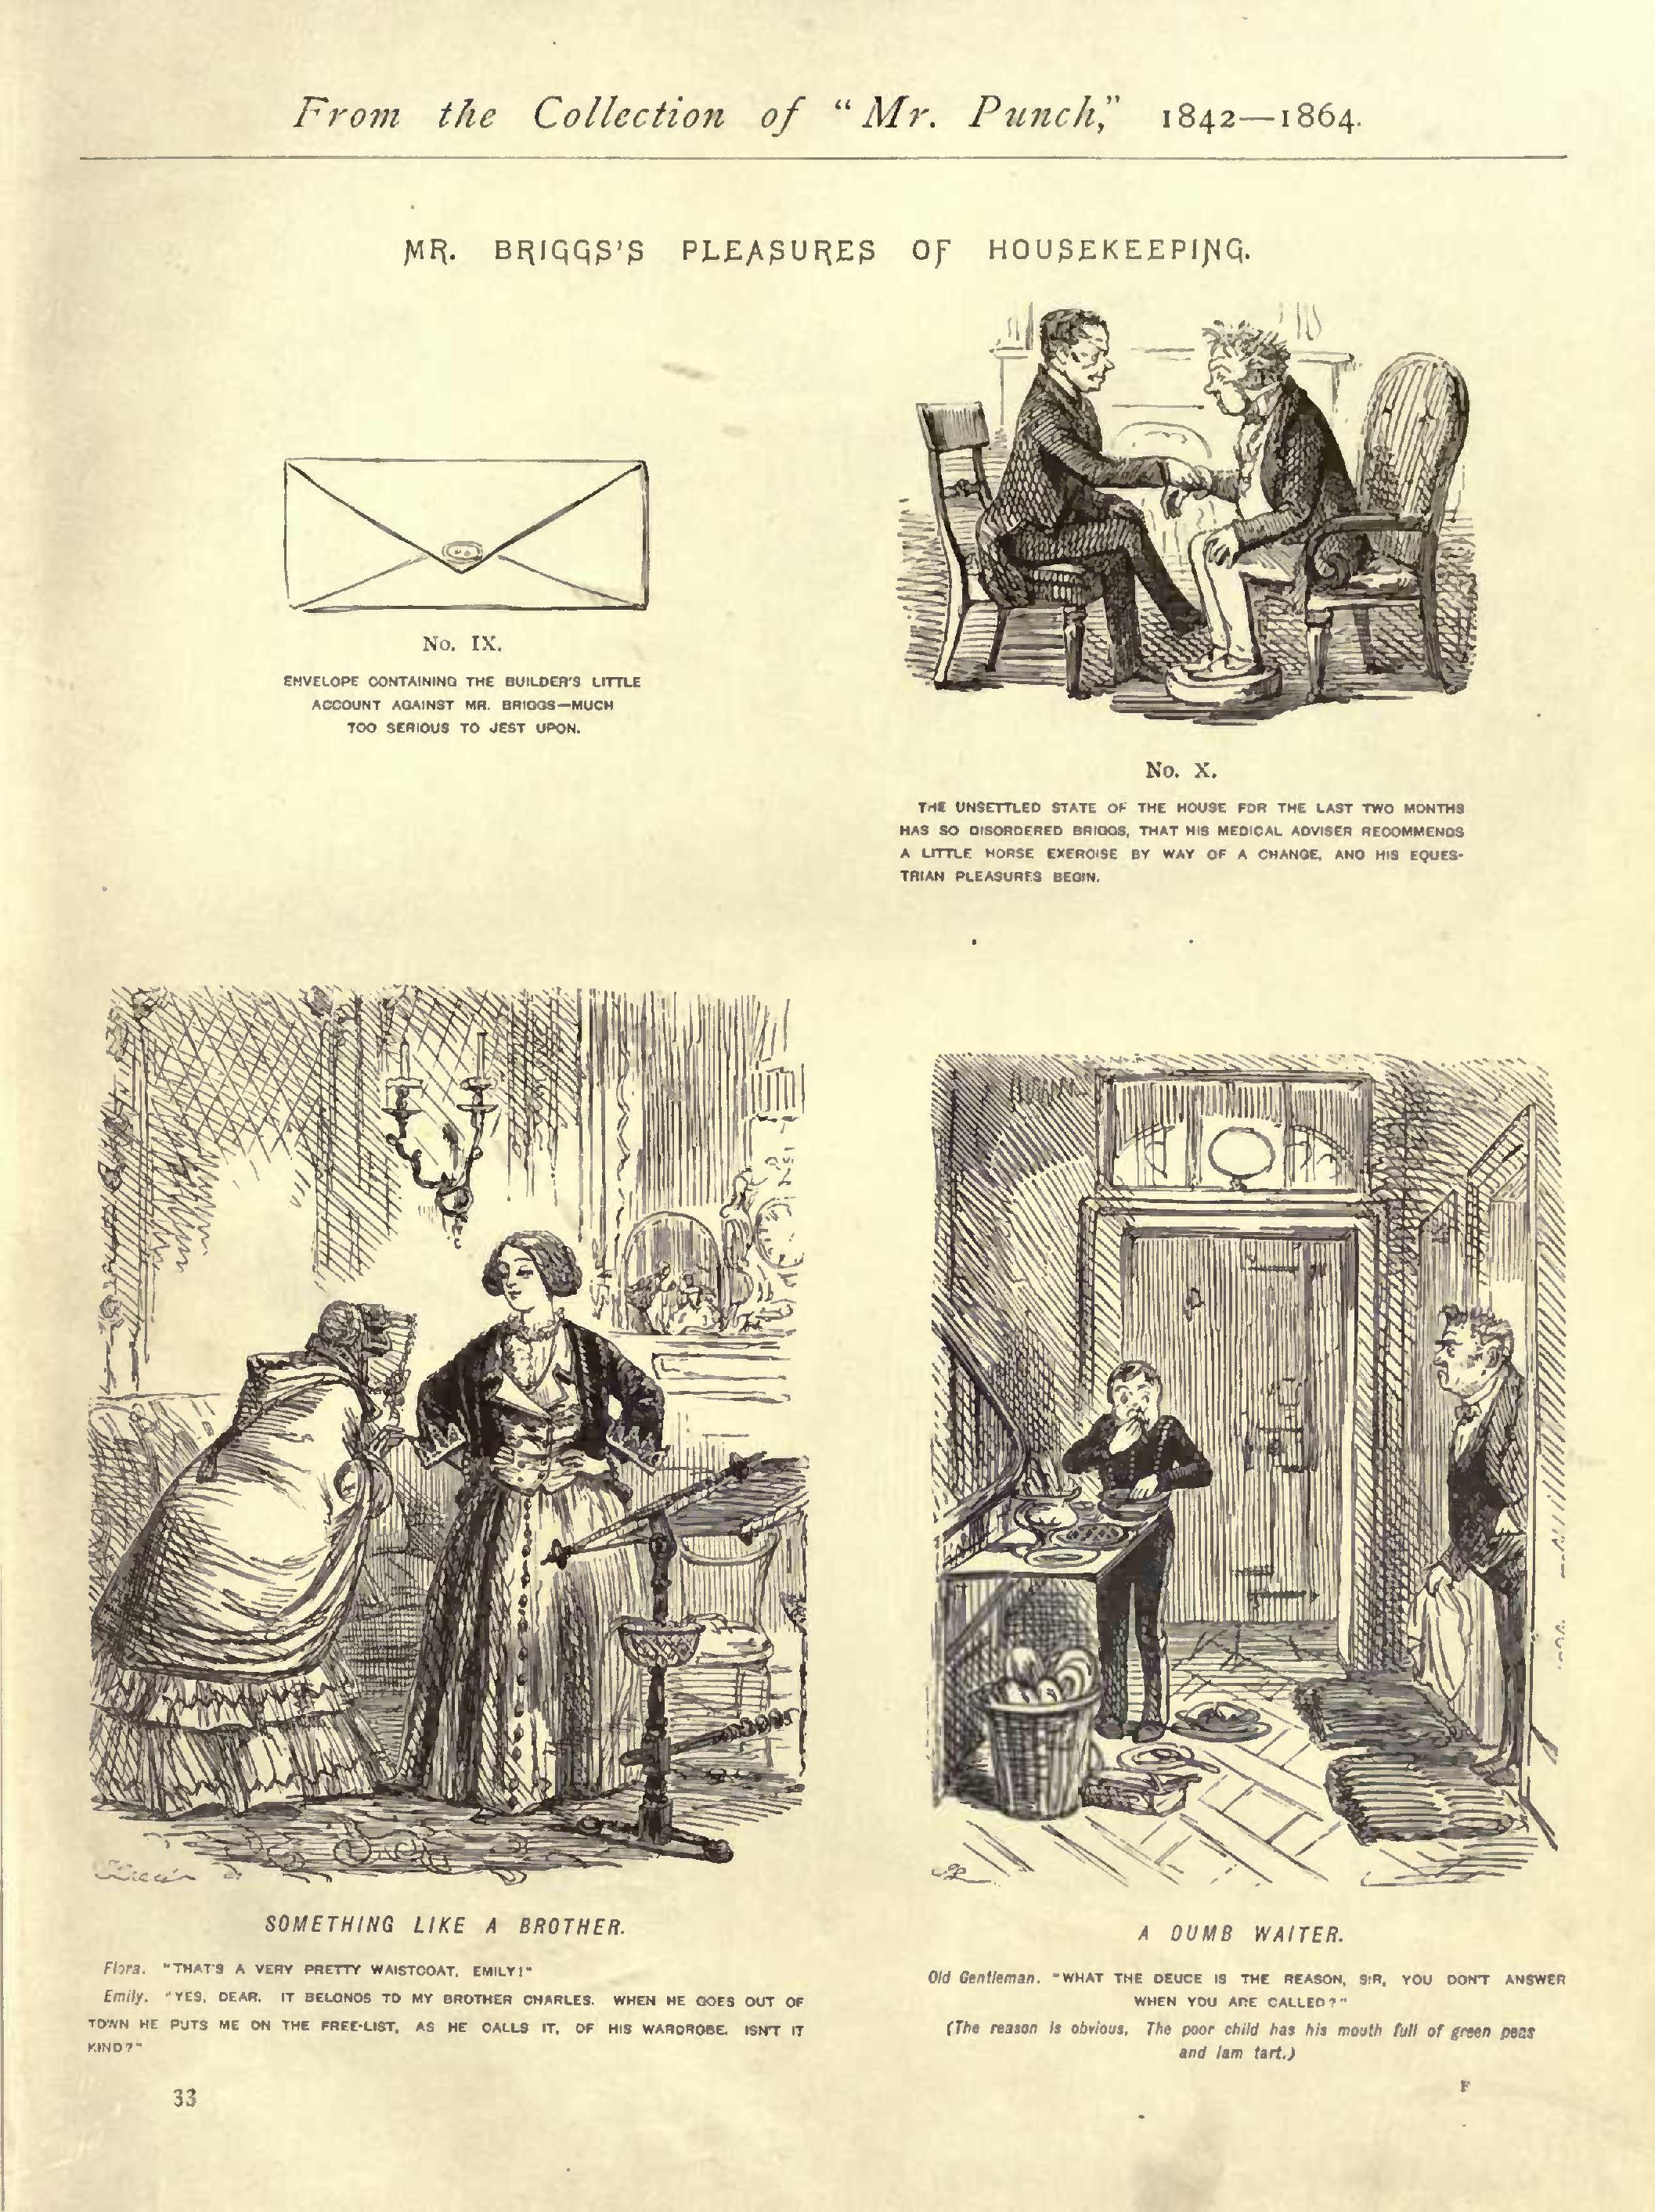 From the Collection of "Mr. Punch," 1842—1864.
MR. BRIGGS'S PLEASURES OF HOUSEKEEPING.
No. IX.
ENVELOPE CONTAINING THE BUILDER'S LITTLE
ACCOUNT AGAINST MR. BRIGGS—MUCH
TOO SERIOUS TO JEST UPON.
No. X.
THE UNSETTLED STATE OF THE HOUSE FOR THE LAST TWO MONTHS
HAS SO DISORDERED BRIGGS, THAT HIS MEDICAL ADVISER RECOMMENDS
A LITTLE HORSE EXERCISE BY WAY OF A CHANGE, AND HIS EQUES-
TRIAN PLEASURES BEGIN.
SOMETHING LIKE A BROTHER.
Flora. "THAT'S A VERY PRETTY WAISTCOAT, EMILY!"
Emily. "YES, DEAR. IT BELONGS TO MY BROTHER CHARLES. WHEN HE GOES OUT OF
TOWN HE PUTS ME ON THE FREE-LIST, AS HE CALLS IT, OF HIS WARDROBE. ISN'T IT
KIND?"
A DUMB WAITER.
Old Gentleman. "WHAT THE DEUCE IS THE REASON, SIR, YOU DON'T ANSWER
WHEN YOU ARE CALLED?"
(The reason is obvious. The poor child has his mouth full of green peas
and jam tart.)
33
F